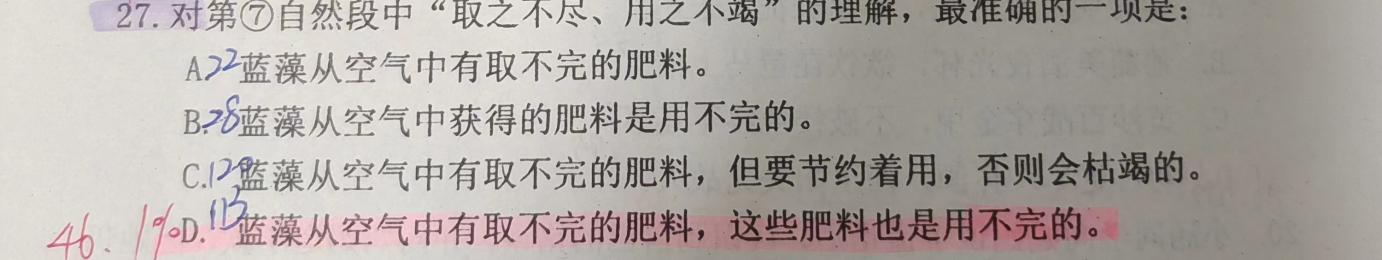 27. 对第⑦自然段中“取之不尽、用之不竭”的理解，最准确的一项是：
A.22蓝藻从空气中有取不完的肥料。
B.28蓝藻从空气中获得的肥料是用不完的。
C.129蓝藻从空气中有取不完的肥料，但要节约着用，否则会枯竭的。
46.1% D.113蓝藻从空气中有取不完的肥料，这些肥料也是用不完的。